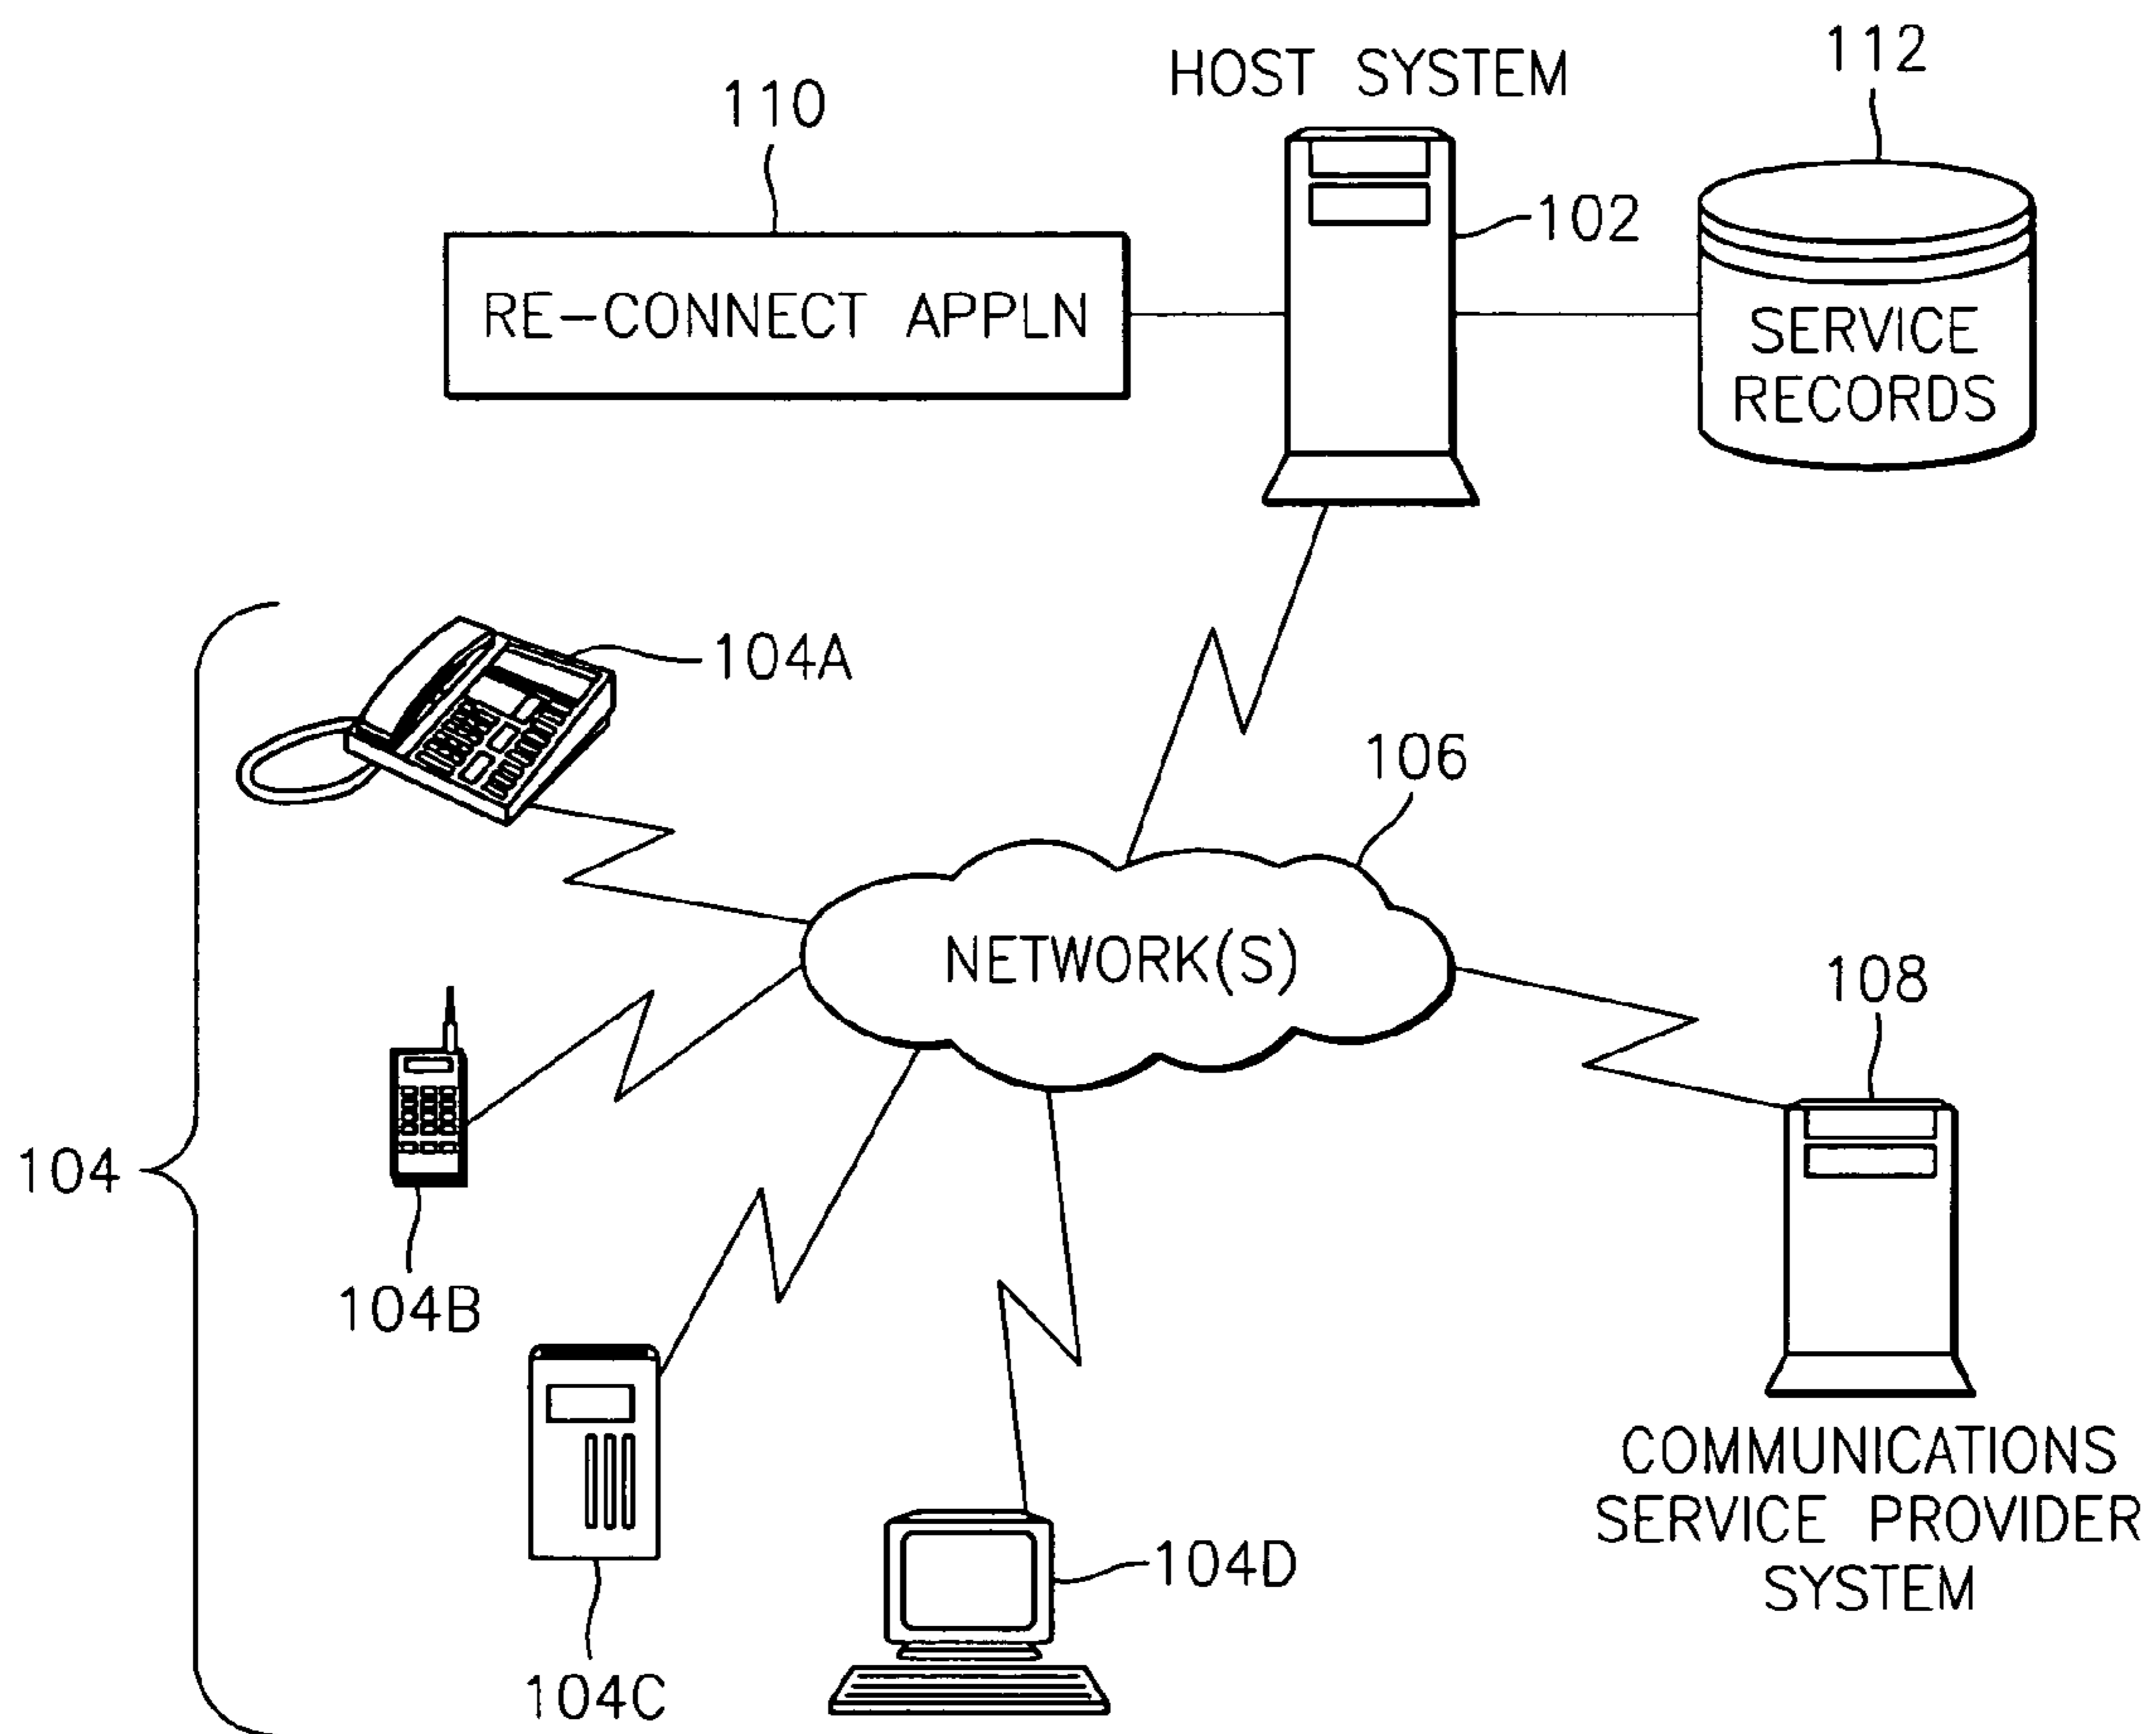 112
HOST SYSTEM
110
102
RE-CONNECT APPLN
SERVICE
RECORDS
104A
106
NETWORK(S)
108
104
104B
COMMUNICATIONS
SERVICE PROVIDER
SYSTEM
104D
104C